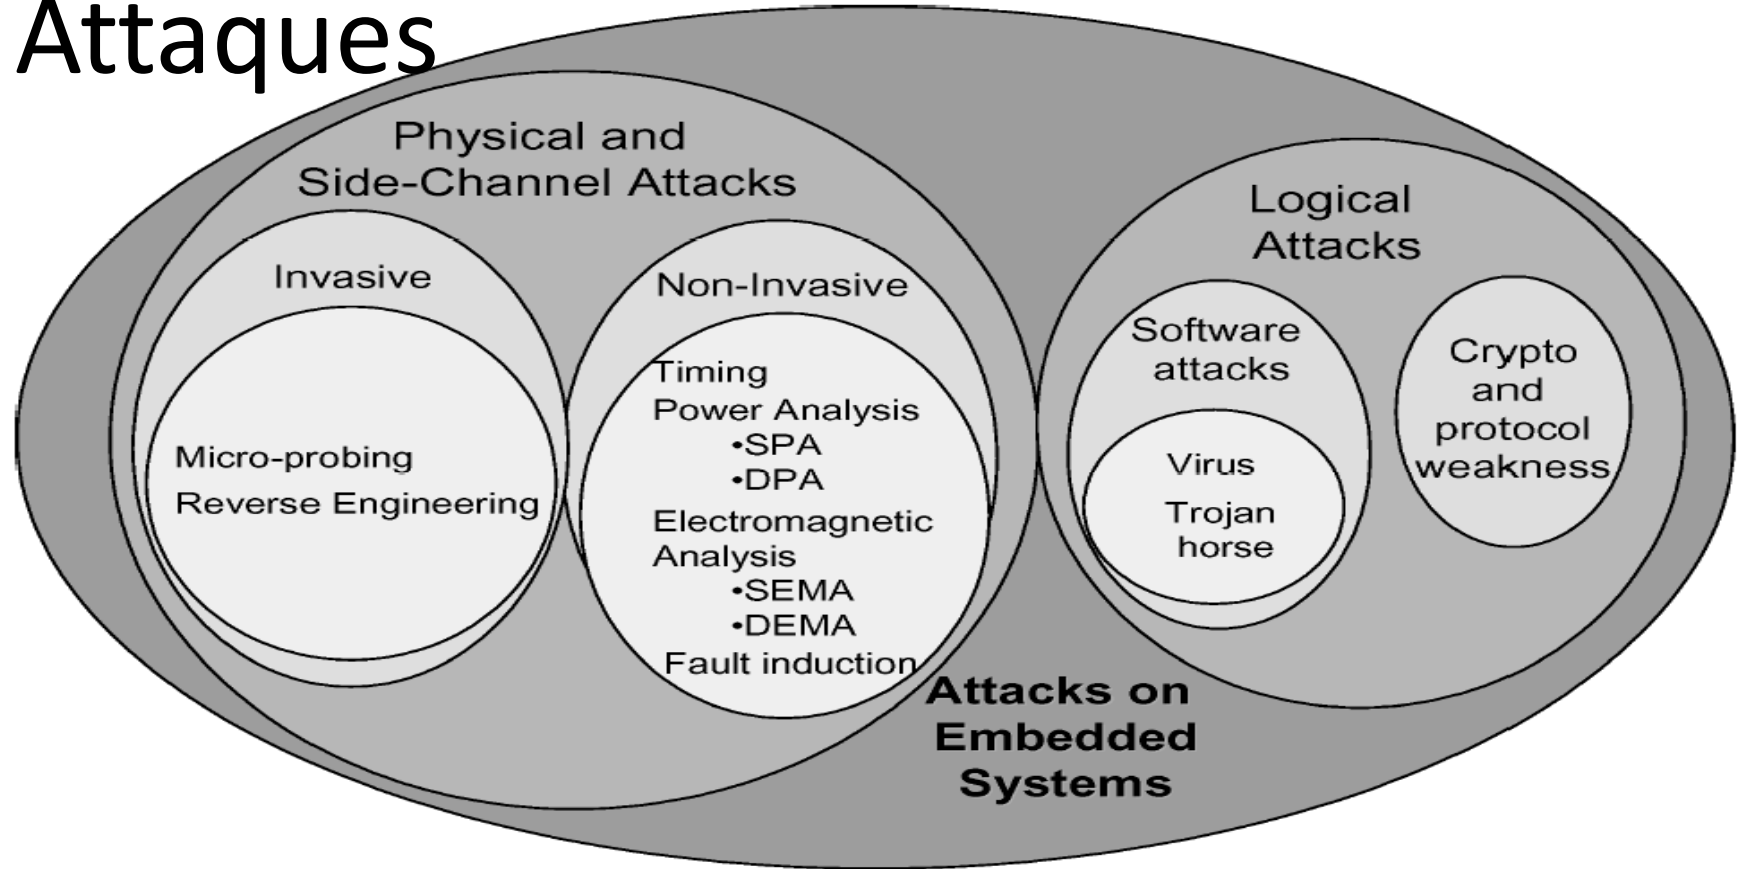 Attaques
Physical and
Side-Channel Attacks
Invasive
Micro-probing
Reverse Engineering
Non-Invasive
Timing
Power Analysis
•SPA
•DPA
Electromagnetic
Analysis
•SEMA
•DEMA
Fault induction
Logical
Attacks
Software
attacks
Virus
Trojan
horse
Crypto
and
protocol
weakness
Attacks on
Embedded
Systems